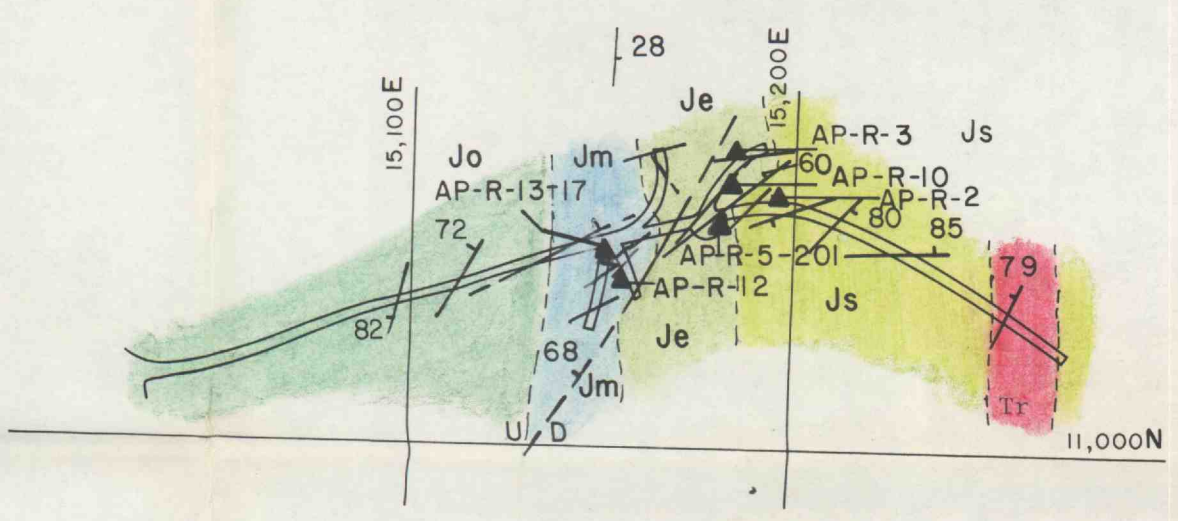 28
15,100E
15,200E
Je
AP-R-3
Js
Jo
Jm
60
AP-R-10
AP-R-13-17
AP-R-2
80
72
85
AP-R-5-201
79
AP-R-12
Js
82
Je
68
Jm
Tr
U D
11,000N